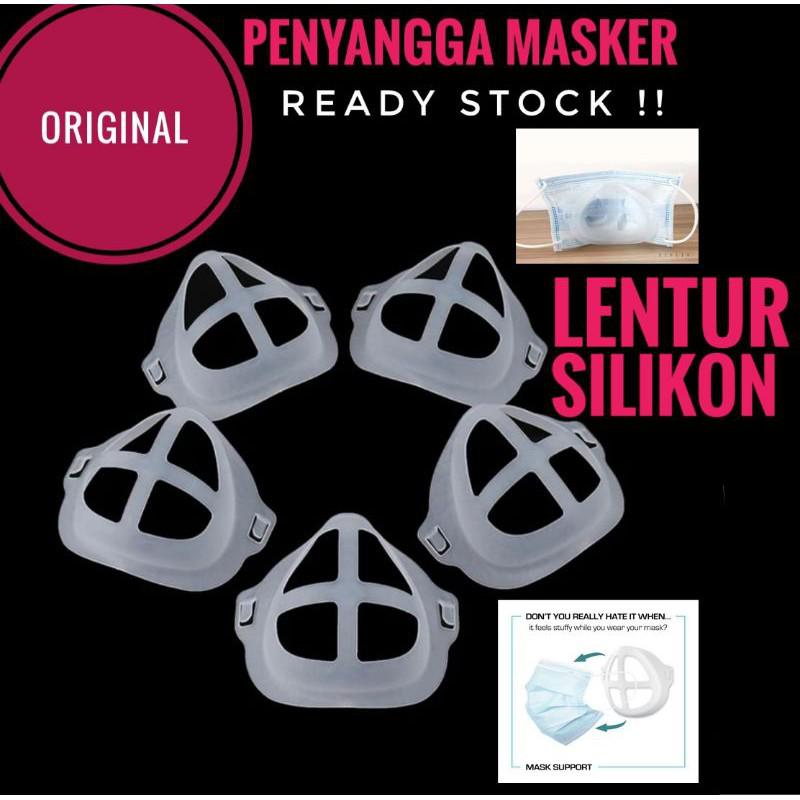 ORIGINAL
PENYANGGA MASKER
READY STOCK !!
LENTUR
SILIKON
DON'T YOU REALLY HATE IT WHEN...
it feels stuffy while you wear your mask?
MASK SUPPORT